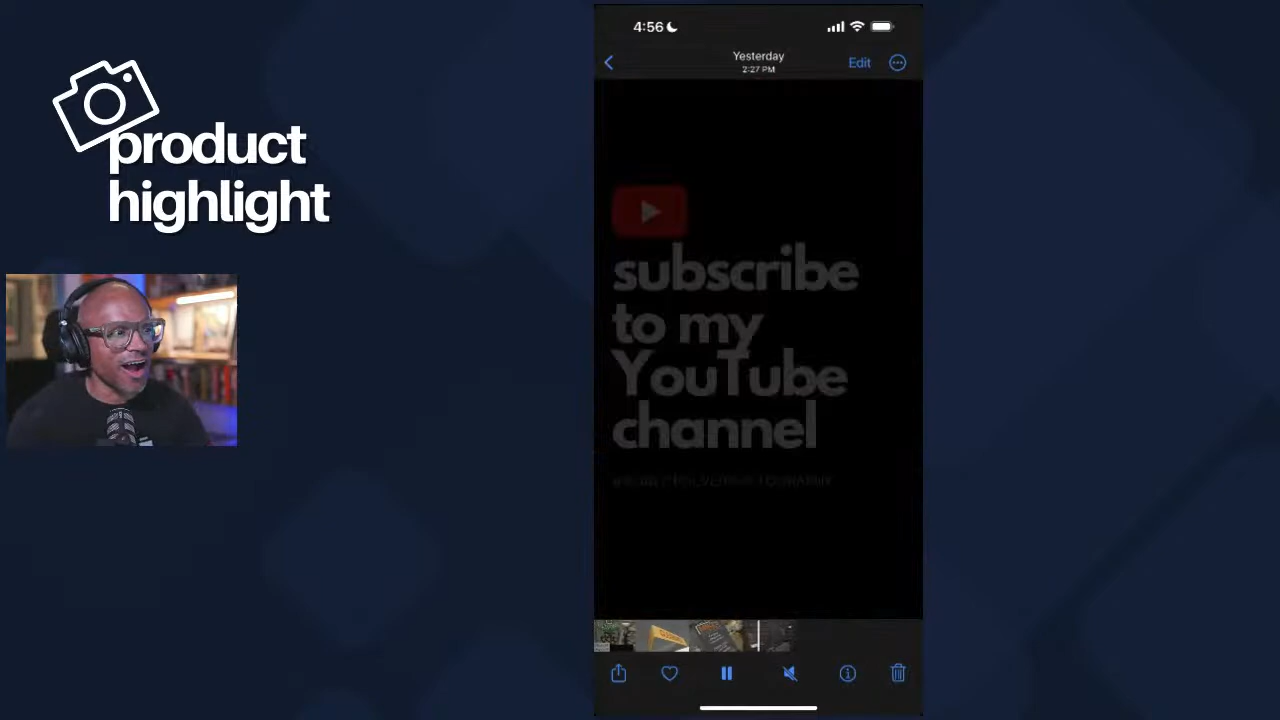 product
highlight
4:56
Yesterday
2:27 PM
Edit
subscribe
to my
YouTube
channel